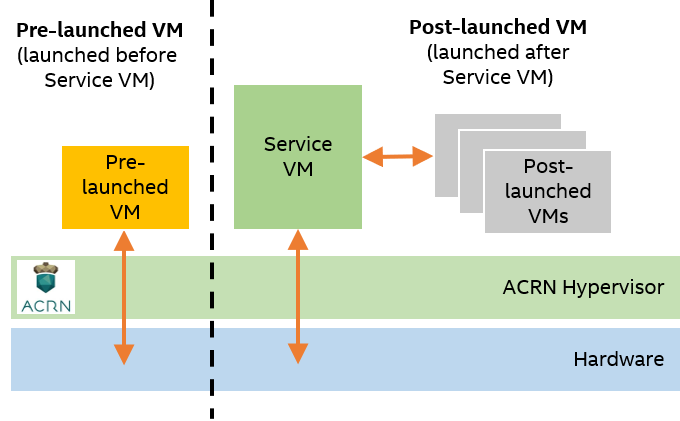 Pre-launched VM
(launched before
Service VM)
Post-launched VM
(launched after
Service VM)
Pre-
launched
VM
Service
VM
Post-
launched
VMs
ACRN
ACRN Hypervisor
Hardware